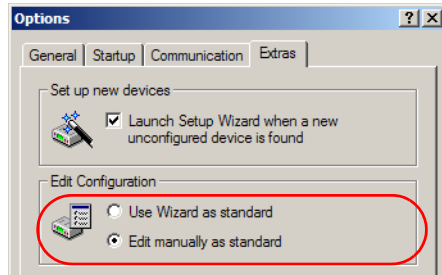 Options
General Startup Communication Extras
Set up new devices
Launch Setup Wizard when a new
unconfigured device is found
Edit Configuration
Use Wizard as standard
Edit manually as standard